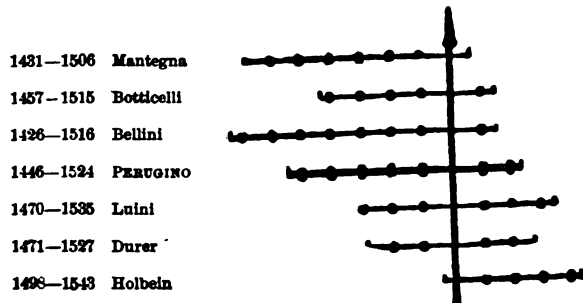 1431—1506 Mantegna
1457—1515 Botticelli
1426—1516 Bellini
1446—1524 PERUGINO
1470—1535 Luini
1471—1527 Durer
1498—1543 Holbein